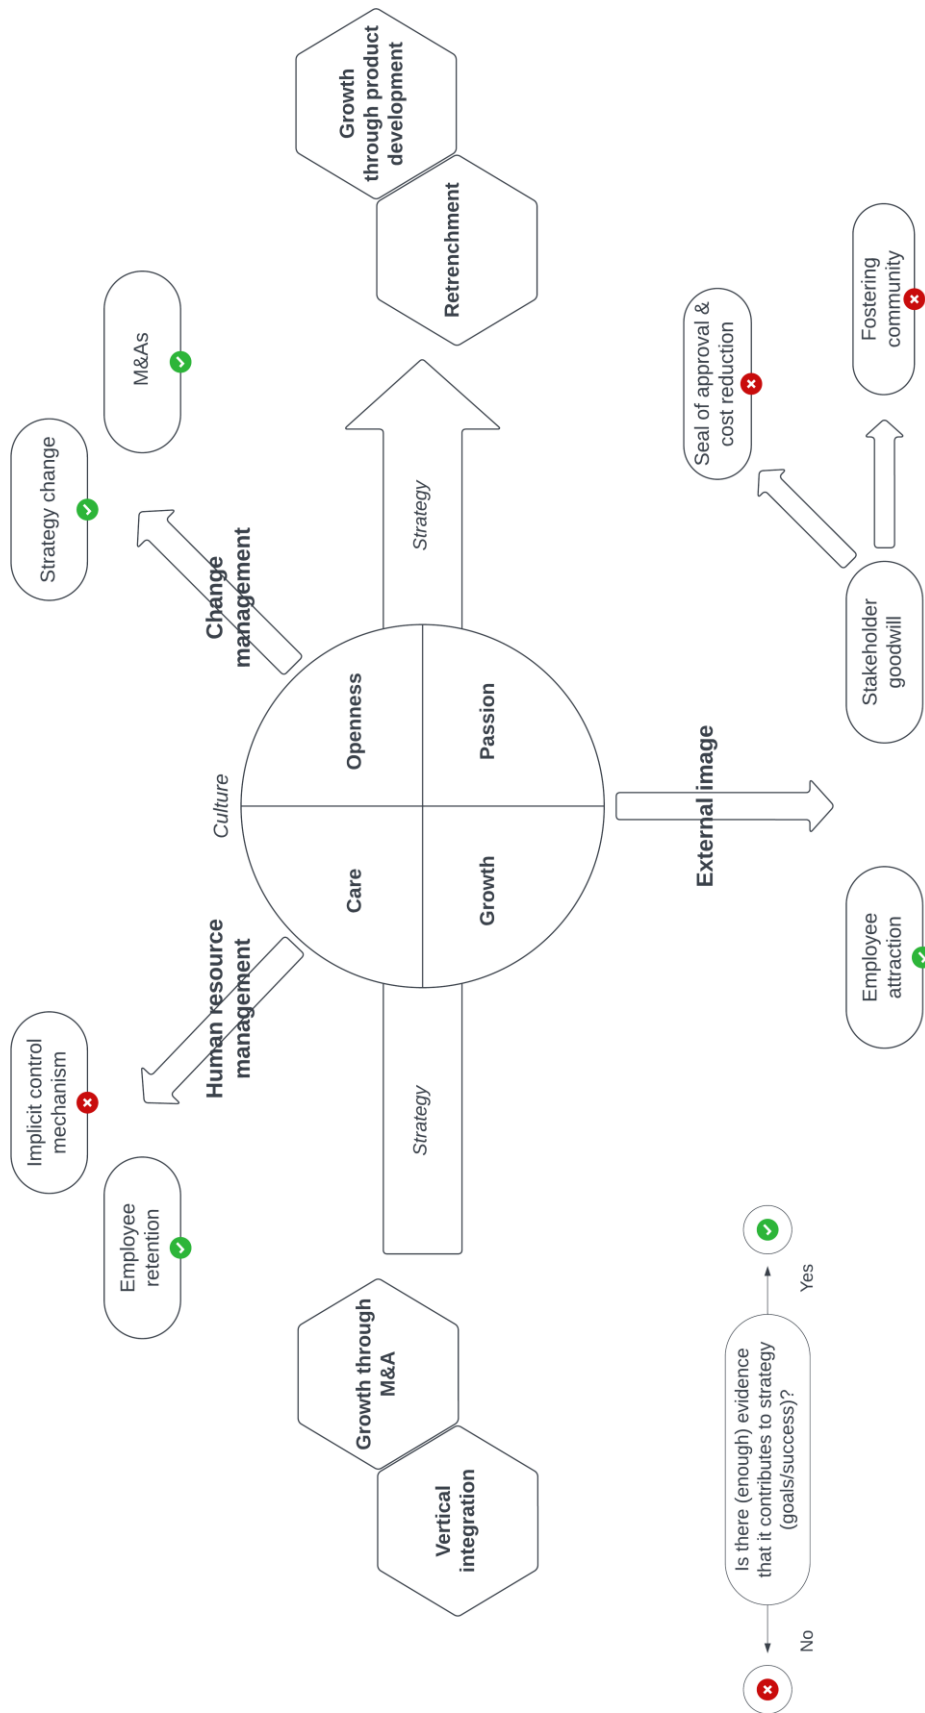 Implicit control
mechanism
Strategy change
Employee
retention
M&As
Human resource
management
Culture
Change
management
Growth through
M&A
Growth
through product
development
Care
Openness
Vertical
integration
Strategy
Strategy
Retrenchment
Growth
Passion
External image
Seal of approval &
cost reduction
Is there (enough) evidence
that it contributes to strategy
(goals/success)?
No
Yes
Employee
attraction
Stakeholder
goodwill
Fostering
community